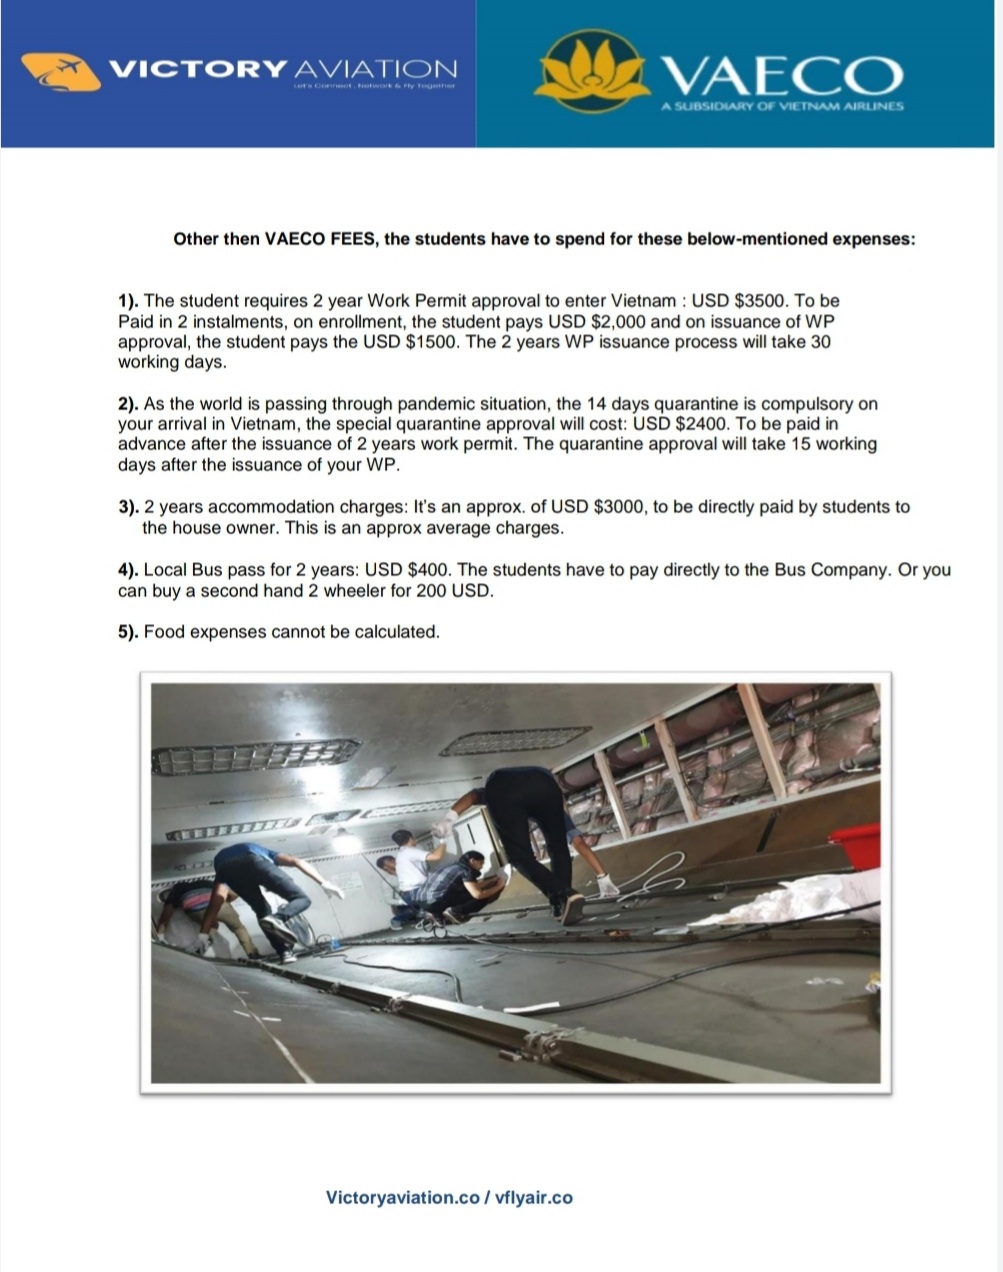 VICTORY AVIATION
Let's Connect, Network & Fly Together
VAECO
A SUBSIDIARY OF VIETNAM AIRLINES
Other then VAECO FEES, the students have to spend for these below-mentioned expenses:
1). The student requires 2 year Work Permit approval to enter Vietnam : USD $3500. To be
Paid in 2 instalments, on enrollment, the student pays USD $2,000 and on issuance of WP
approval, the student pays the USD $1500. The 2 years WP issuance process will take 30
working days.
2). As the world is passing through pandemic situation, the 14 days quarantine is compulsory on
your arrival in Vietnam, the special quarantine approval will cost: USD $2400. To be paid in
advance after the issuance of 2 years work permit. The quarantine approval will take 15 working
days after the issuance of your WP.
3). 2 years accommodation charges: It's an approx. of USD $3000, to be directly paid by students to
the house owner. This is an approx average charges.
4). Local Bus pass for 2 years: USD $400. The students have to pay directly to the Bus Company. Or you
can buy a second hand 2 wheeler for 200 USD.
5). Food expenses cannot be calculated.
Victoryaviation.co / vflyair.co